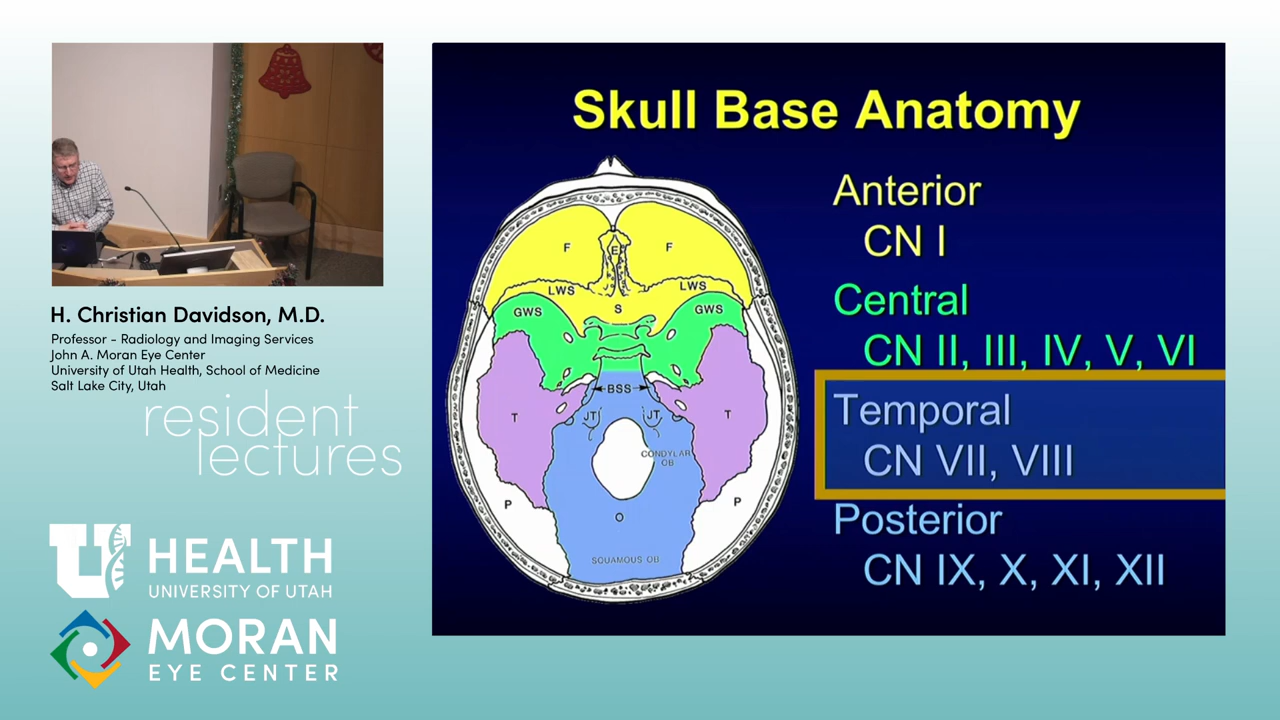 H. Christian Davidson, M.D.
Professor - Radiology and Imaging Services
John A. Moran Eye Center
University of Utah Health, School of Medicine
Salt Lake City, Utah
resident
lectures
U HEALTH
UNIVERSITY OF UTAH
MORAN
EYE CENTER
Skull Base Anatomy
F
E
F
LWS
LWS
GWS
S
GWS
BSS
T
JT
JT
T
CONDYLAR
OB
P
P
O
SQUAMOUS OB
Anterior
CN I
Central
CN II, III, IV, V, VI
Temporal
CN VII, VIII
Posterior
CN IX, X, XI, XII